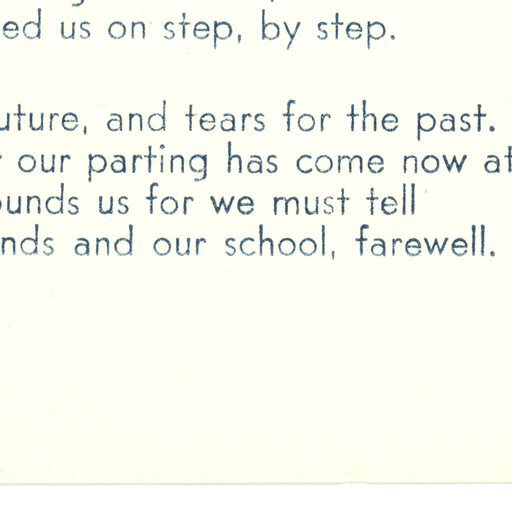 ed us on step, by step.
uture, and tears for the past.
our parting has come now at
ounds us for we must tell
nds and our school, farewell.